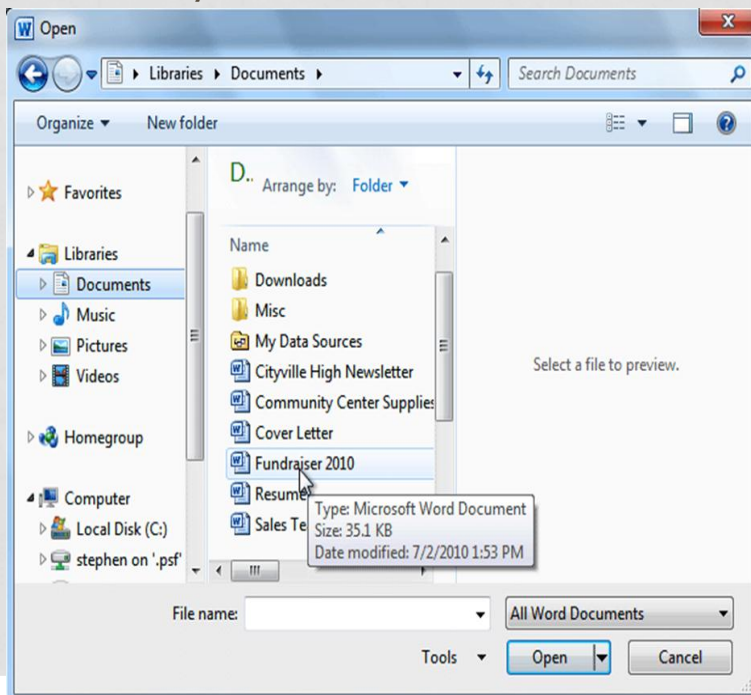 Open
Libraries ▸ Documents ▸
Search Documents
Organize ▾ New folder
Favorites
Libraries
Documents
Music
Pictures
Videos
Homegroup
Computer
Local Disk (C:)
stephen on '.psf'
D..
Arrange by: Folder ▾
Name
Downloads
Misc
My Data Sources
Cityville High Newsletter
Community Center Supplies
Cover Letter
Fundraiser 2010
Resume
Sales Te
Type: Microsoft Word Document
Size: 35.1 KB
Date modified: 7/2/2010 1:53 PM
Select a file to preview.
File name:
All Word Documents
Tools ▾ Open Cancel